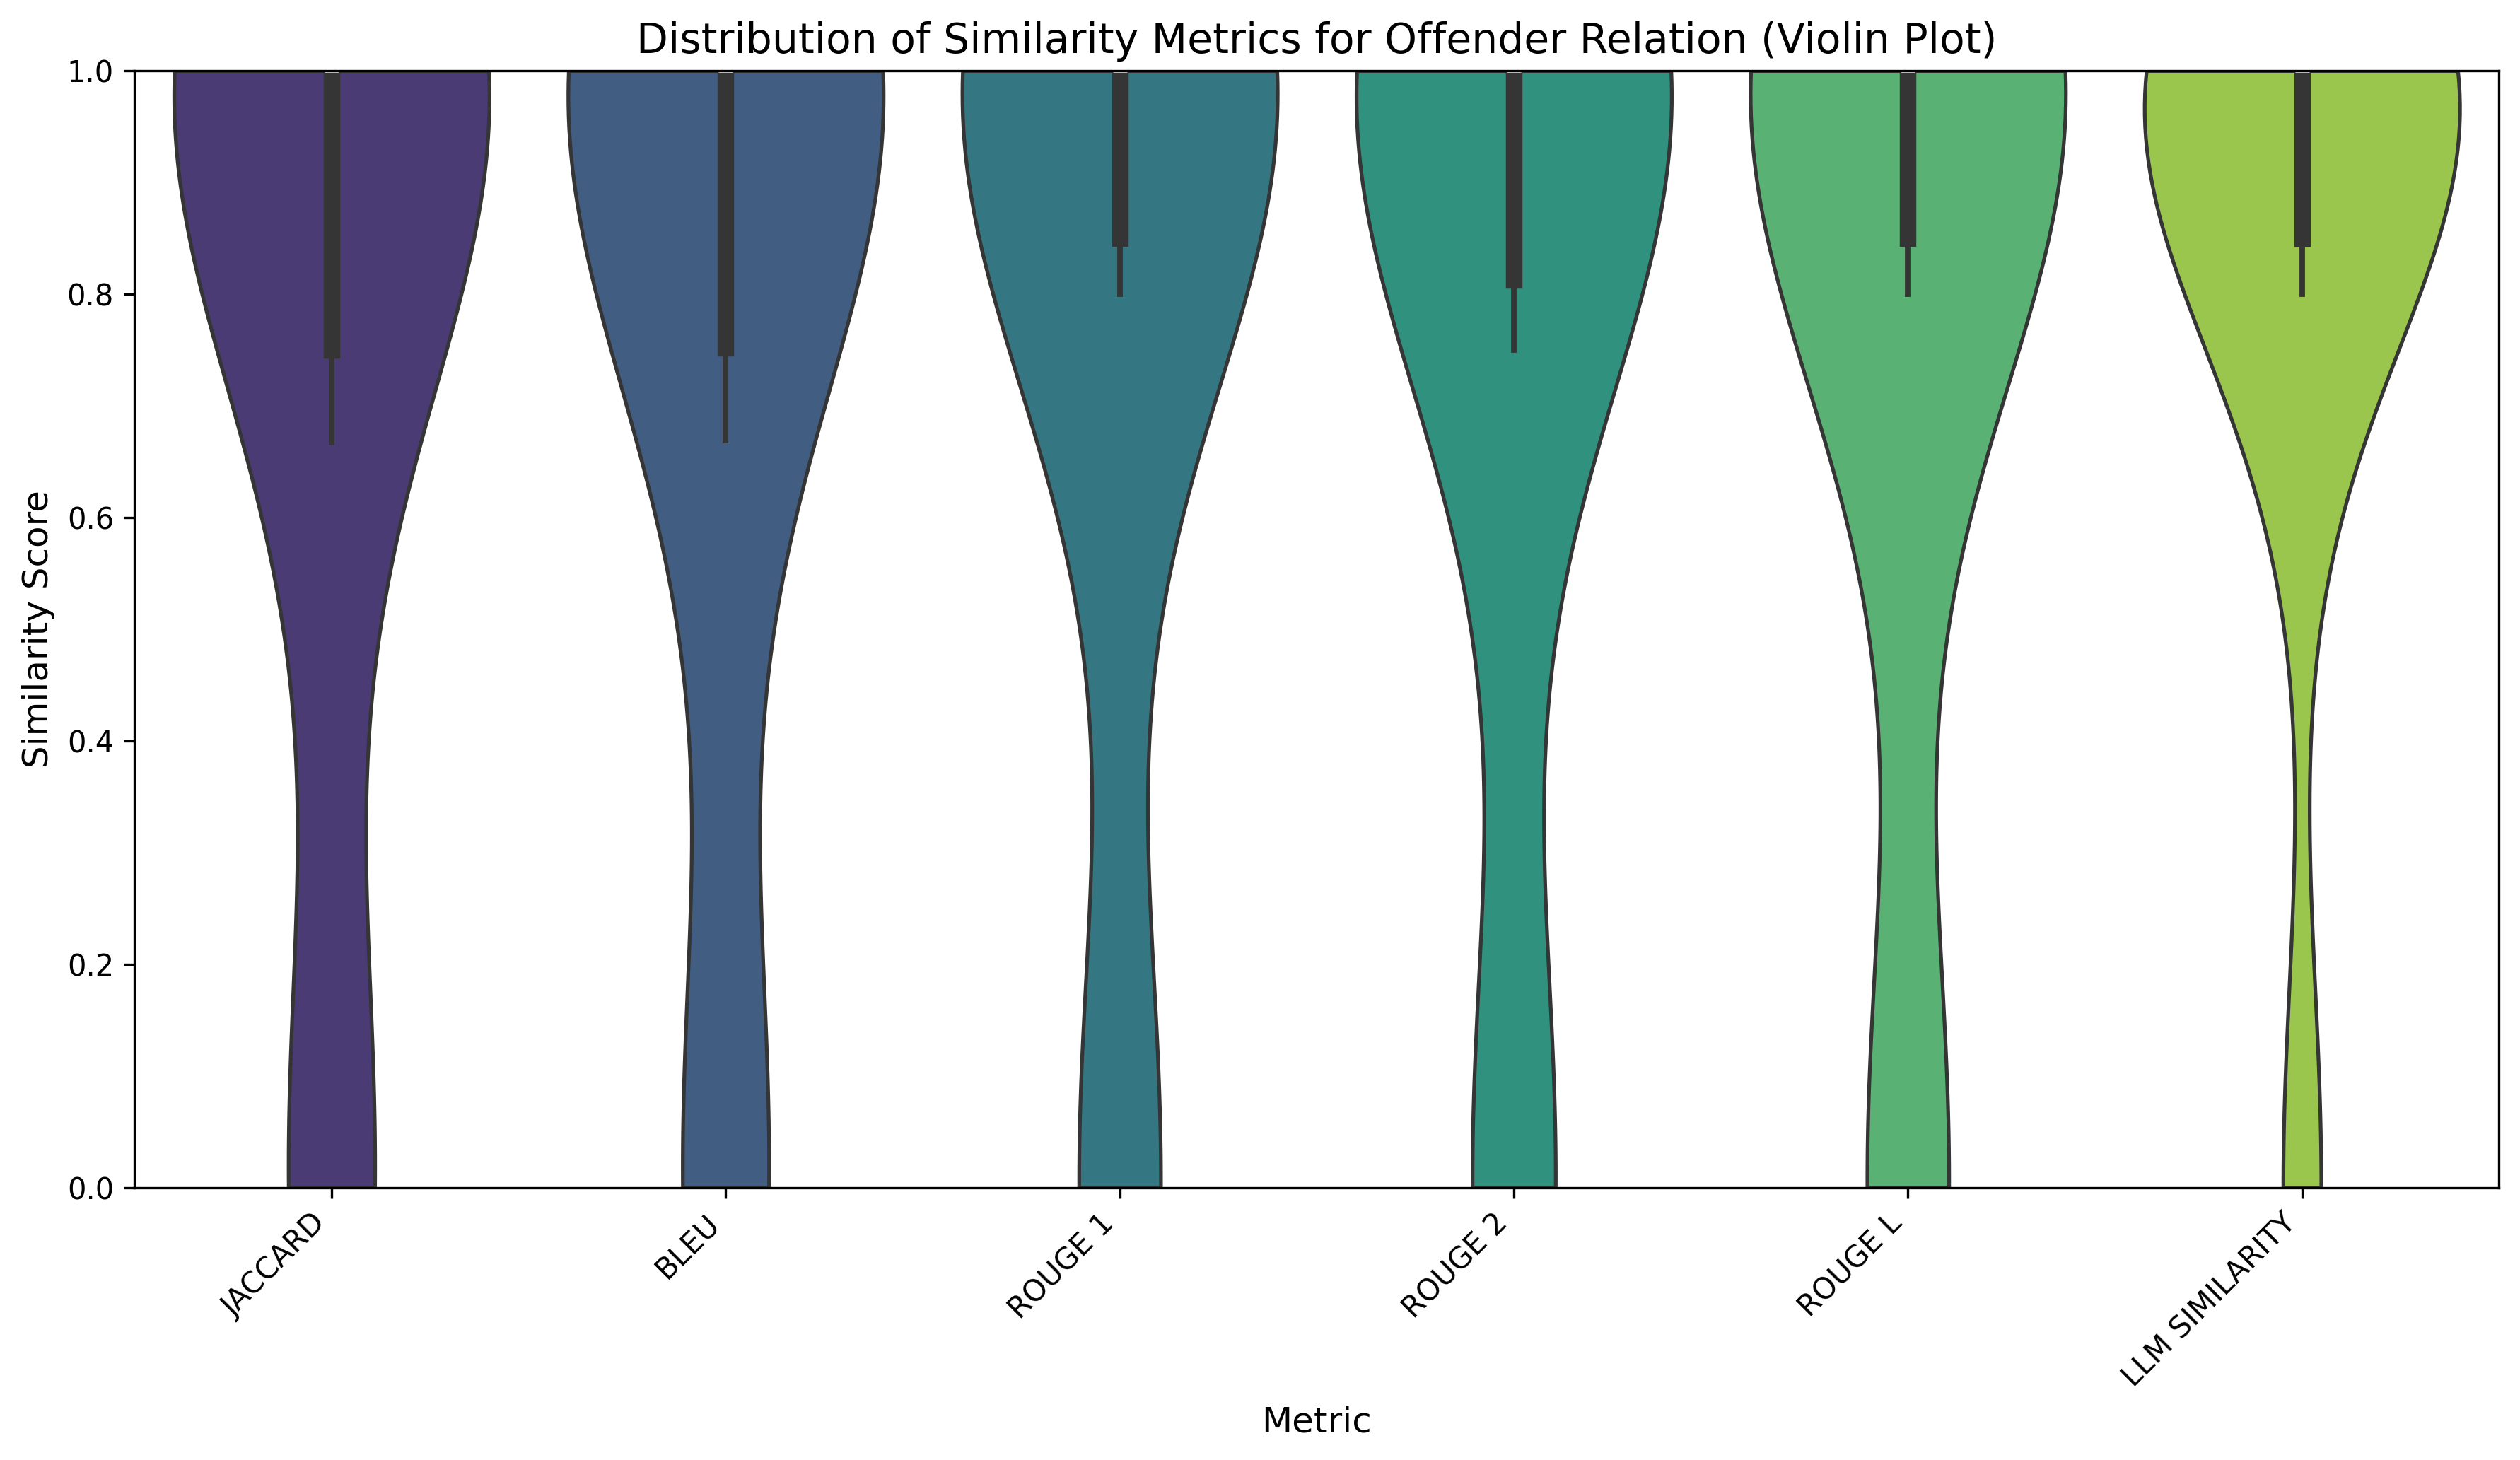 Distribution of Similarity Metrics for Offender Relation (Violin Plot)
1.0
0.8
0.6
0.4
0.2
0.0
Similarity Score
JACCARD
BLEU
ROUGE 1
ROUGE 2
ROUGE L
LLM SIMILARITY
Metric